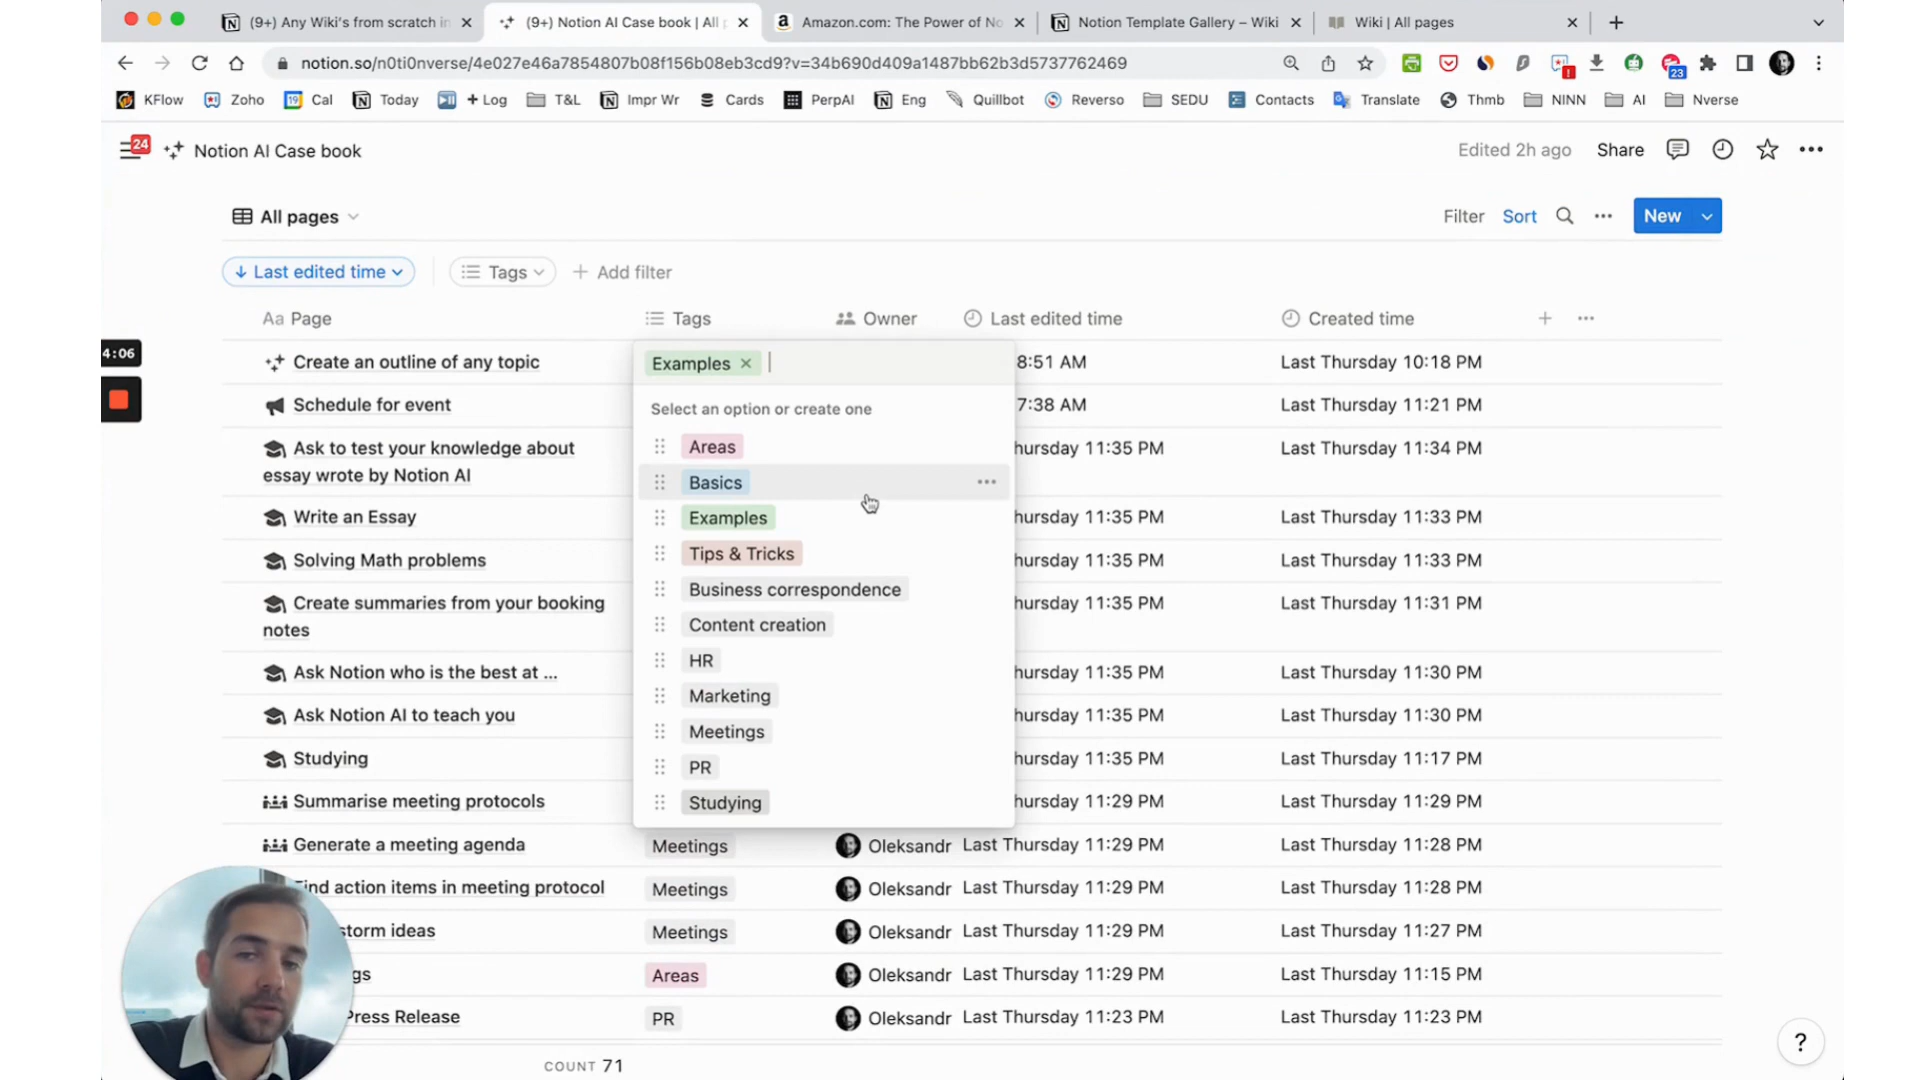 (9+) Any Wiki's from scratch in
(9+) Notion AI Case book | All p
Amazon.com: The Power of No
Notion Template Gallery – Wiki
Wiki | All pages
notion.so/n0ti0nverse/4e027e46a7854807b08f156b08eb3cd9?v=34b690d409a1487bb62b3d5737762469
23
KFlow Zoho Cal Today + Log T&L Impr Wr Cards PerpAI Eng Quillbot Reverso SEDU Contacts Translate Thmb NINN AI Nverse
24
Notion AI Case book
Edited 2h ago Share
All pages
Filter Sort New
Last edited time Tags + Add filter
Aa Page Tags Owner Last edited time Created time
4:06
Create an outline of any topic Examples 8:51 AM Last Thursday 10:18 PM
Select an option or create one
Schedule for event 7:38 AM Last Thursday 11:21 PM
Areas
Ask to test your knowledge about
essay wrote by Notion AI
hursday 11:35 PM Last Thursday 11:34 PM
Basics
Write an Essay Examples hursday 11:35 PM Last Thursday 11:33 PM
Solving Math problems Tips & Tricks hursday 11:35 PM Last Thursday 11:33 PM
Business correspondence
Create summaries from your booking
notes
hursday 11:35 PM Last Thursday 11:31 PM
Content creation
HR
Ask Notion who is the best at ... hursday 11:35 PM Last Thursday 11:30 PM
Marketing
Ask Notion AI to teach you hursday 11:35 PM Last Thursday 11:30 PM
Meetings
Studying PR hursday 11:35 PM Last Thursday 11:17 PM
Summarise meeting protocols Studying hursday 11:29 PM Last Thursday 11:29 PM
Generate a meeting agenda Meetings Oleksandr Last Thursday 11:29 PM Last Thursday 11:28 PM
ind action items in meeting protocol Meetings Oleksandr Last Thursday 11:29 PM Last Thursday 11:28 PM
storm ideas Meetings Oleksandr Last Thursday 11:29 PM Last Thursday 11:27 PM
gs Areas Oleksandr Last Thursday 11:29 PM Last Thursday 11:15 PM
Press Release PR Oleksandr Last Thursday 11:23 PM Last Thursday 11:23 PM
COUNT 71
?